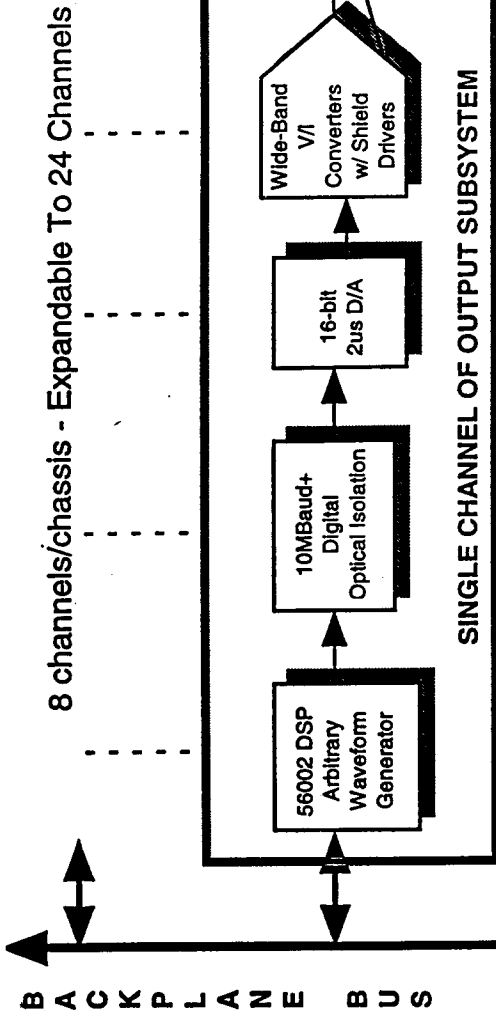 8 channels/chassis - Expandable To 24 Channels
BACKPLANE BUS
56002 DSP
Arbitrary
Waveform
Generator
10MBaud+
Digital
Optical Isolation
16-bit
2us D/A
Wide-Band
V/I
Converters
w/ Shield
Drivers
SINGLE CHANNEL OF OUTPUT SUBSYSTEM